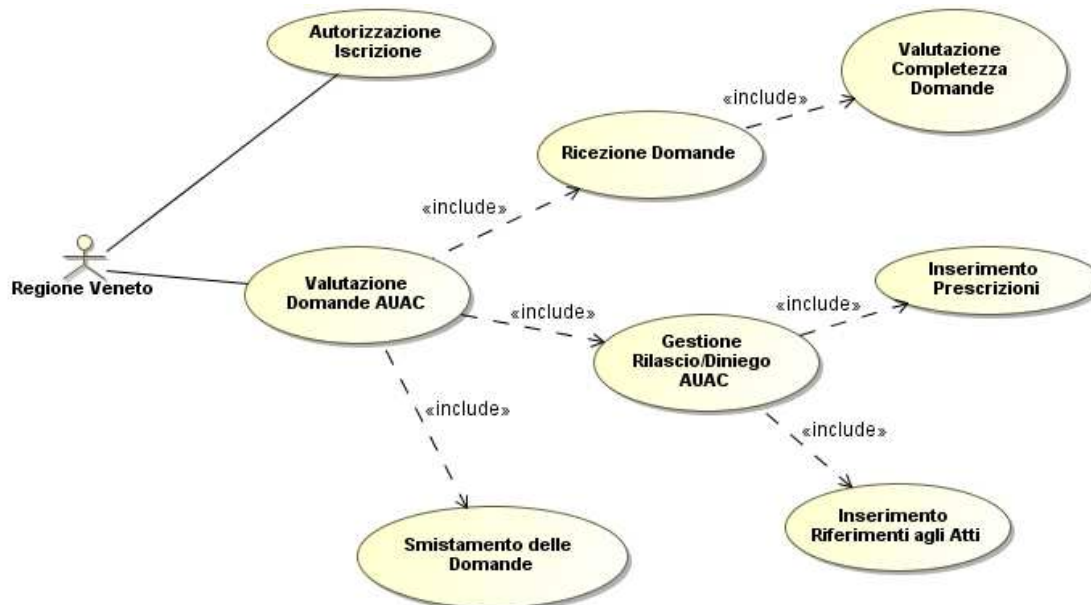 Autorizzazione
Iscrizione
Valutazione
Completezza
Domande
«include»
Ricezione Domande
«include»
Regione Veneto
Valutazione
Domande AUAC
Inserimento
Prescrizioni
«include»
«include»
Gestione
Rilascio/Diniego
AUAC
«include»
«include»
Inserimento
Riferimenti agli Atti
Smistamento delle
Domande